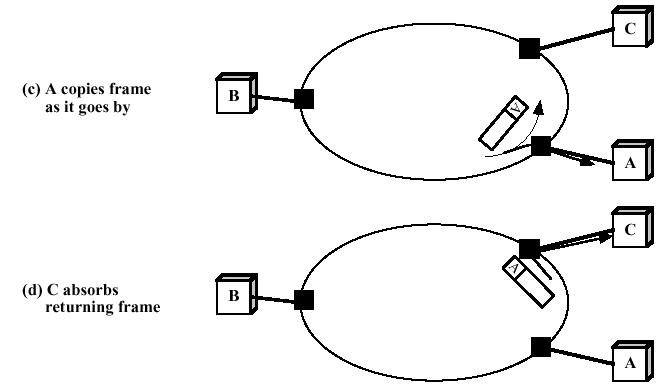 C
(c) A copies frame
as it goes by
B
A
A
C
(d) C absorbs
returning frame
A
B
A